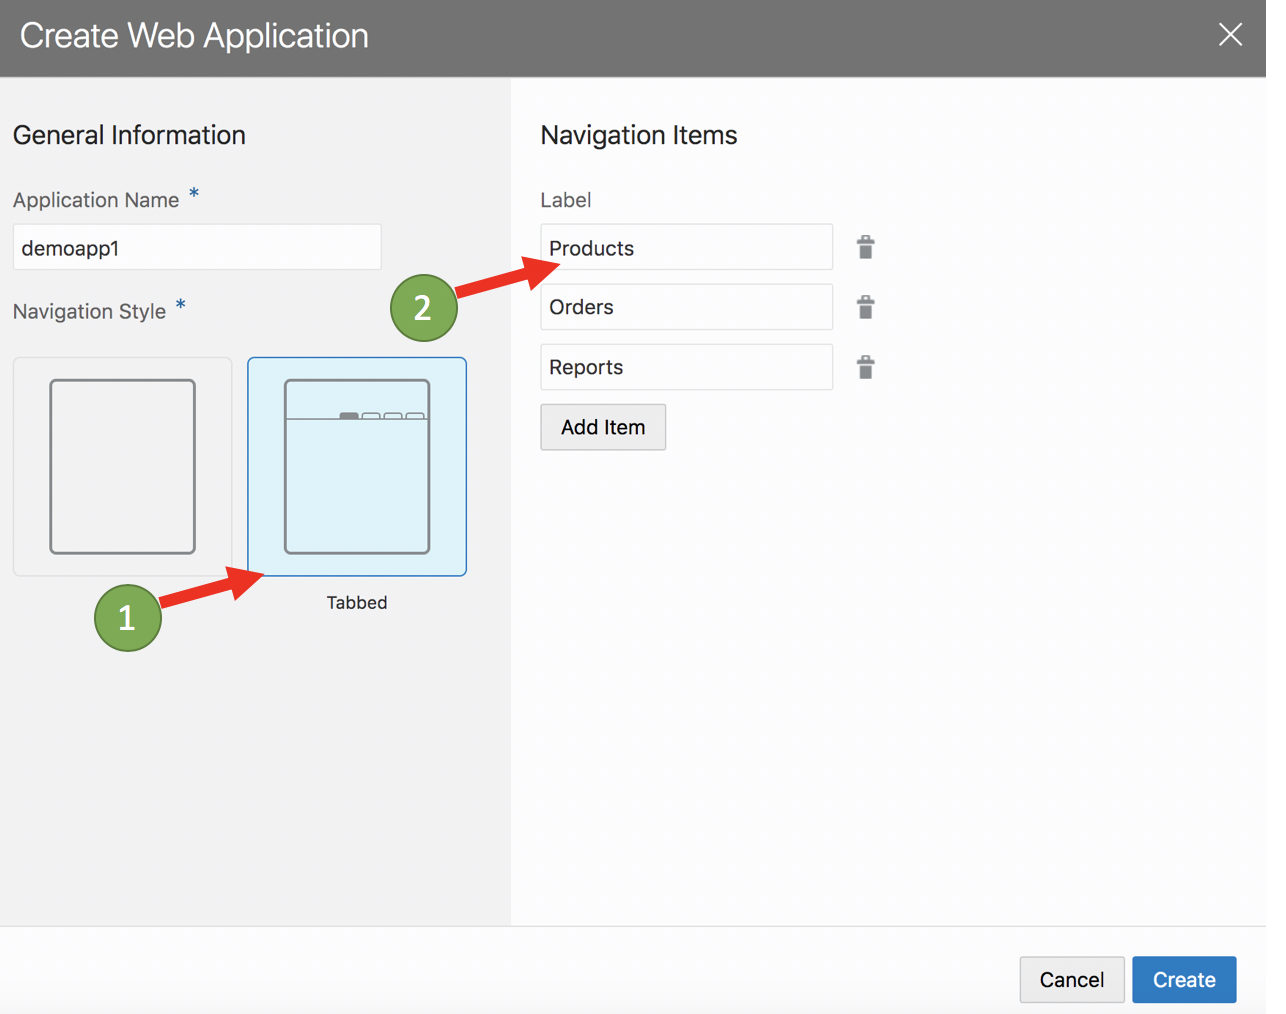 Create Web Application
General Information
Application Name *
demoapp1
Navigation Style *
1
Tabbed
Navigation Items
Label
2
Products
Orders
Reports
Add Item
Cancel
Create